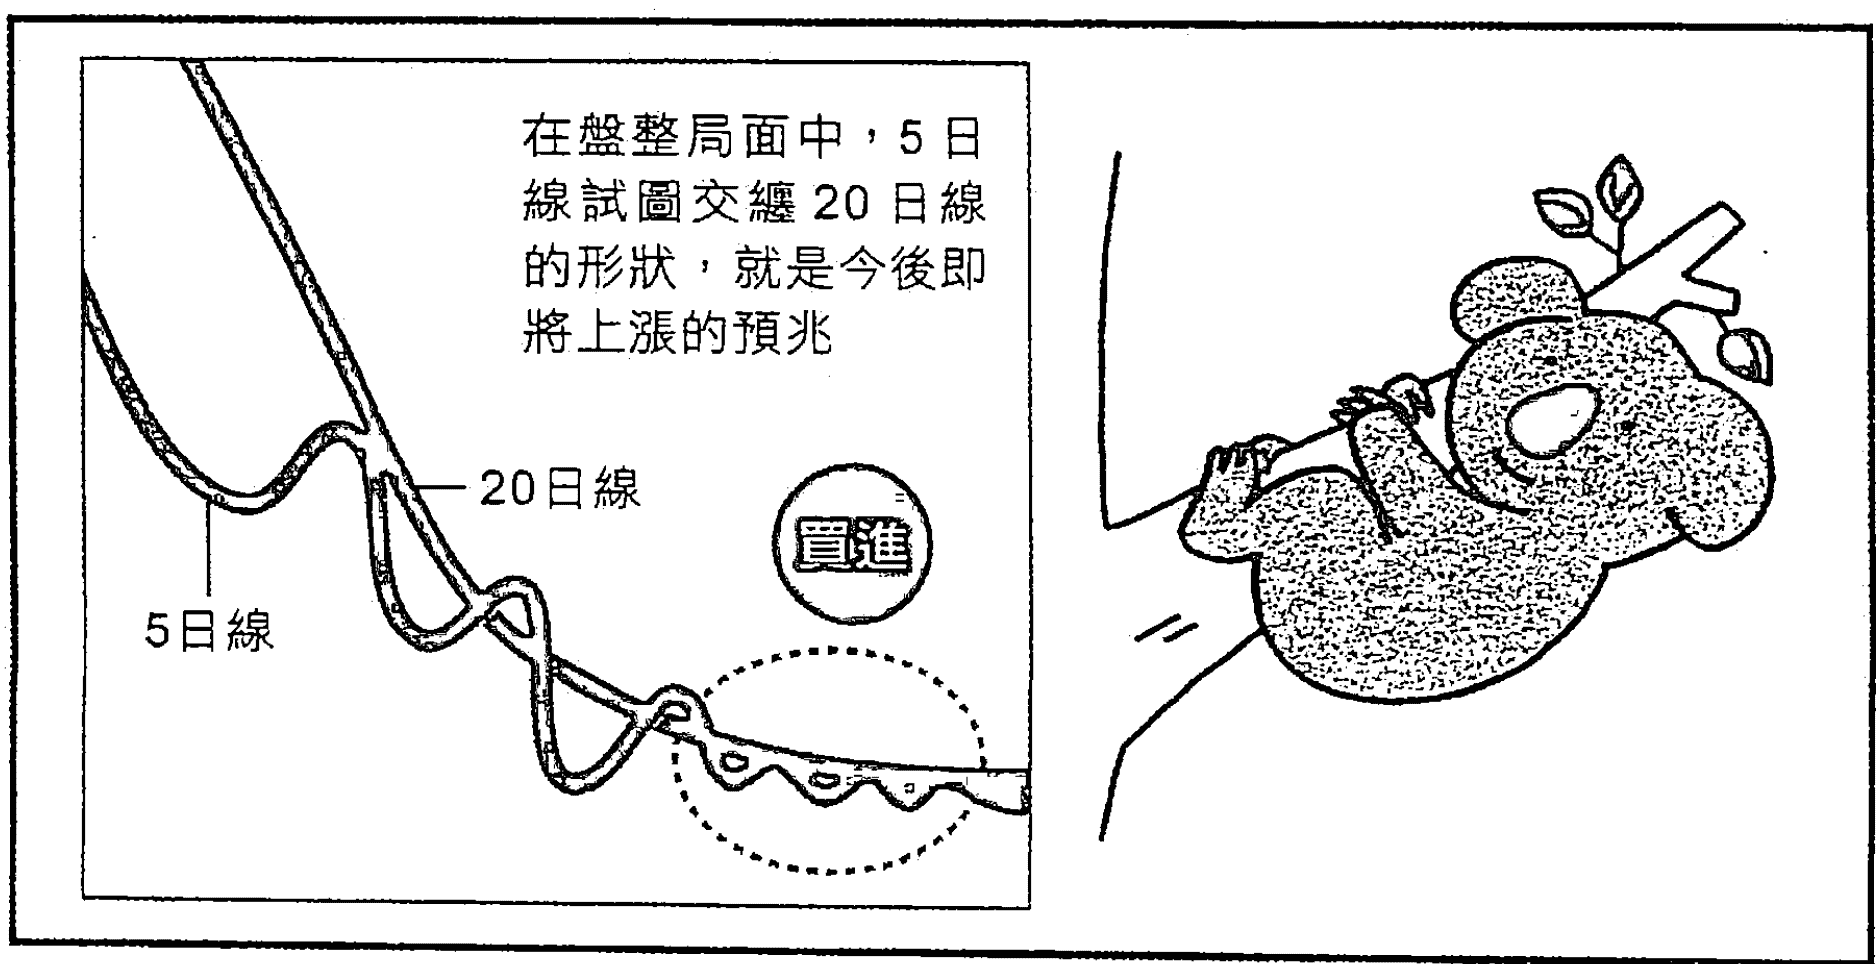 在盤整局面中，5 日
線試圖交纏 20 日線
的形狀，就是今後即
將上漲的預兆
20日線
買進
5日線